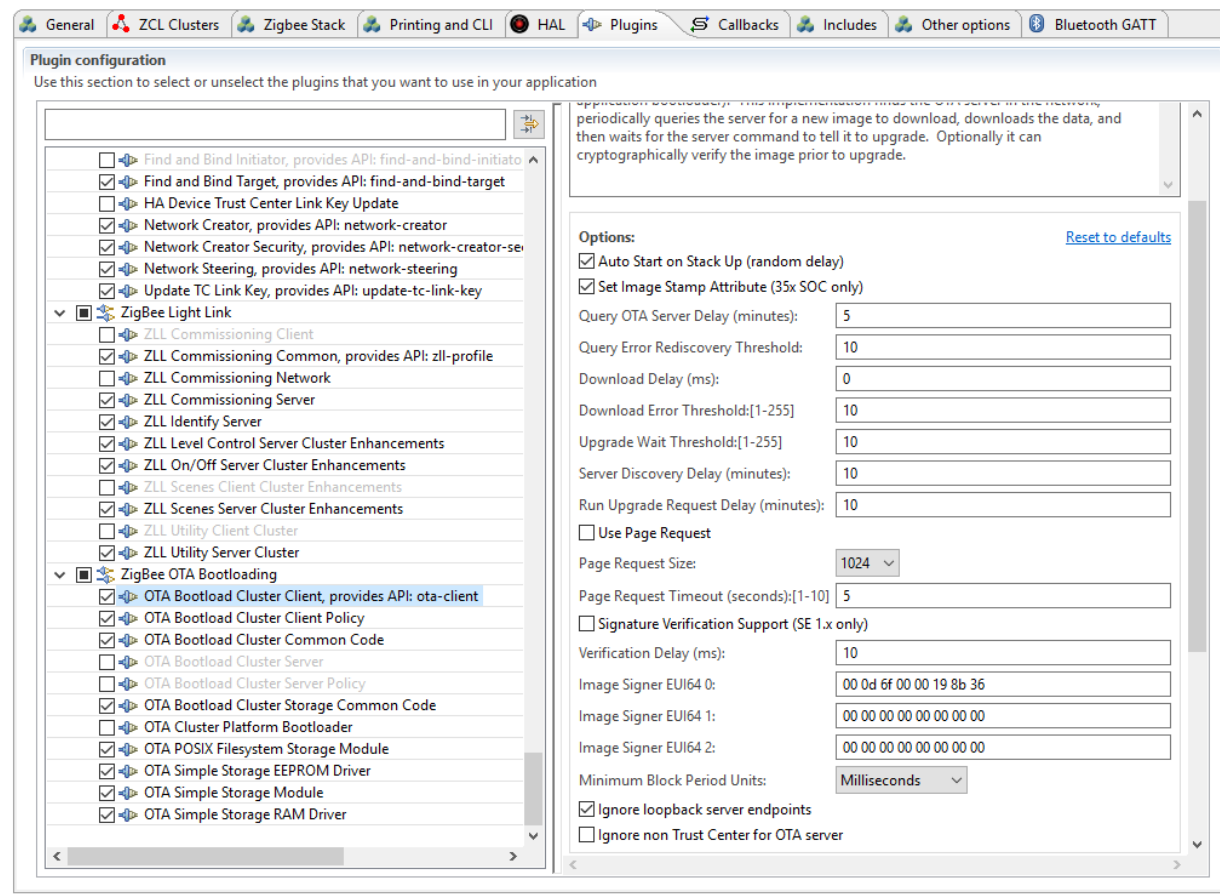 General
ZCL Clusters
Zigbee Stack
Printing and CLI
HAL
Plugins
Callbacks
Includes
Other options
Bluetooth GATT
Plugin configuration
Use this section to select or unselect the plugins that you want to use in your application
Find and Bind Initiator, provides API: find-and-bind-initiato
Find and Bind Target, provides API: find-and-bind-target
HA Device Trust Center Link Key Update
Network Creator, provides API: network-creator
Network Creator Security, provides API: network-creator-se
Network Steering, provides API: network-steering
Update TC Link Key, provides API: update-tc-link-key
ZigBee Light Link
ZLL Commissioning Client
ZLL Commissioning Common, provides API: zll-profile
ZLL Commissioning Network
ZLL Commissioning Server
ZLL Identify Server
ZLL Level Control Server Cluster Enhancements
ZLL On/Off Server Cluster Enhancements
ZLL Scenes Client Cluster Enhancements
ZLL Scenes Server Cluster Enhancements
ZLL Utility Client Cluster
ZLL Utility Server Cluster
ZigBee OTA Bootloading
OTA Bootload Cluster Client, provides API: ota-client
OTA Bootload Cluster Client Policy
OTA Bootload Cluster Common Code
OTA Bootload Cluster Server
OTA Bootload Cluster Server Policy
OTA Bootload Cluster Storage Common Code
OTA Cluster Platform Bootloader
OTA POSIX Filesystem Storage Module
OTA Simple Storage EEPROM Driver
OTA Simple Storage Module
OTA Simple Storage RAM Driver
application bootloader). This implementation finds the OTA server in the network,
periodically queries the server for a new image to download, downloads the data, and
then waits for the server command to tell it to upgrade. Optionally it can
cryptographically verify the image prior to upgrade.
Options: Reset to defaults
Auto Start on Stack Up (random delay)
Set Image Stamp Attribute (35x SOC only)
Query OTA Server Delay (minutes): 5
Query Error Rediscovery Threshold: 10
Download Delay (ms): 0
Download Error Threshold:[1-255] 10
Upgrade Wait Threshold:[1-255] 10
Server Discovery Delay (minutes): 10
Run Upgrade Request Delay (minutes): 10
Use Page Request
Page Request Size: 1024
Page Request Timeout (seconds):[1-10] 5
Signature Verification Support (SE 1.x only)
Verification Delay (ms): 10
Image Signer EUI64 0: 00 0d 6f 00 00 19 8b 36
Image Signer EUI64 1: 00 00 00 00 00 00 00 00
Image Signer EUI64 2: 00 00 00 00 00 00 00 00
Minimum Block Period Units: Milliseconds
Ignore loopback server endpoints
Ignore non Trust Center for OTA server